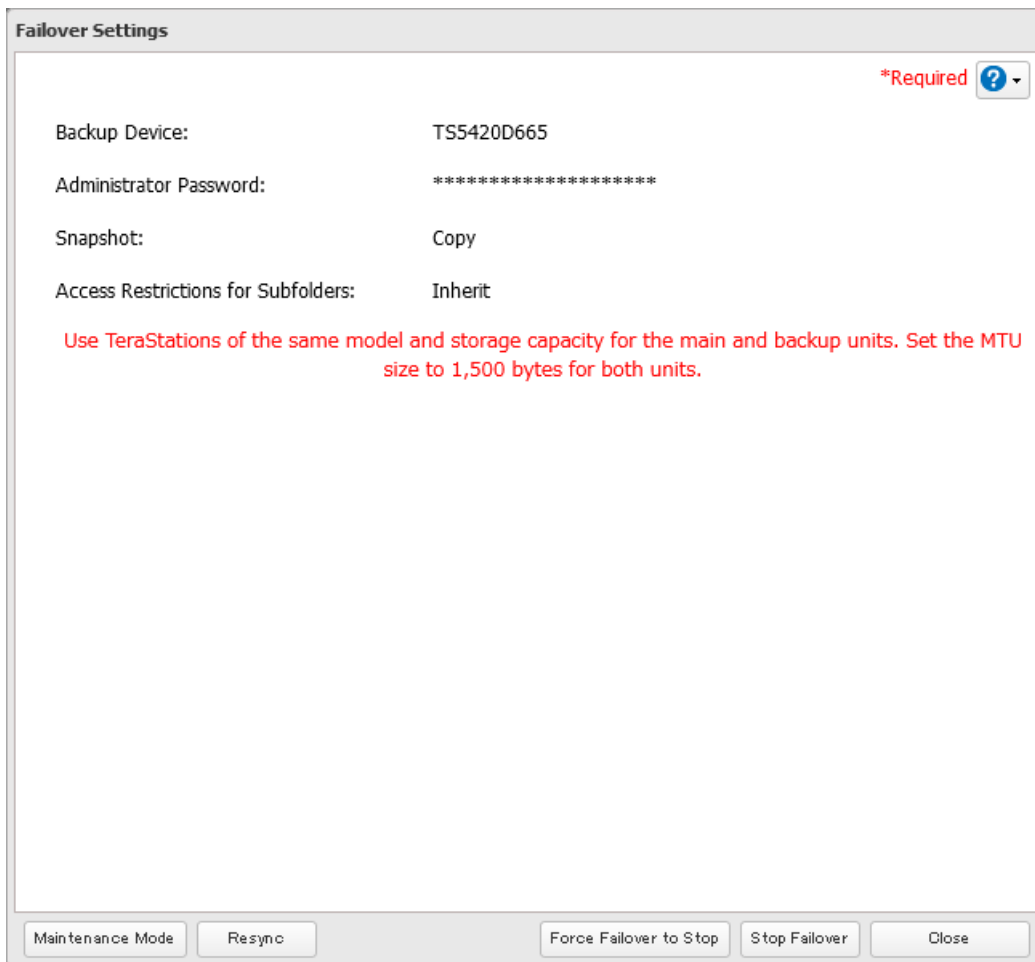 Failover Settings
*Required
Backup Device: TS5420D665
Administrator Password: ********************
Snapshot: Copy
Access Restrictions for Subfolders: Inherit
Use TeraStations of the same model and storage capacity for the main and backup units. Set the MTU
size to 1,500 bytes for both units.
Maintenance Mode Resync Force Failover to Stop Stop Failover Close